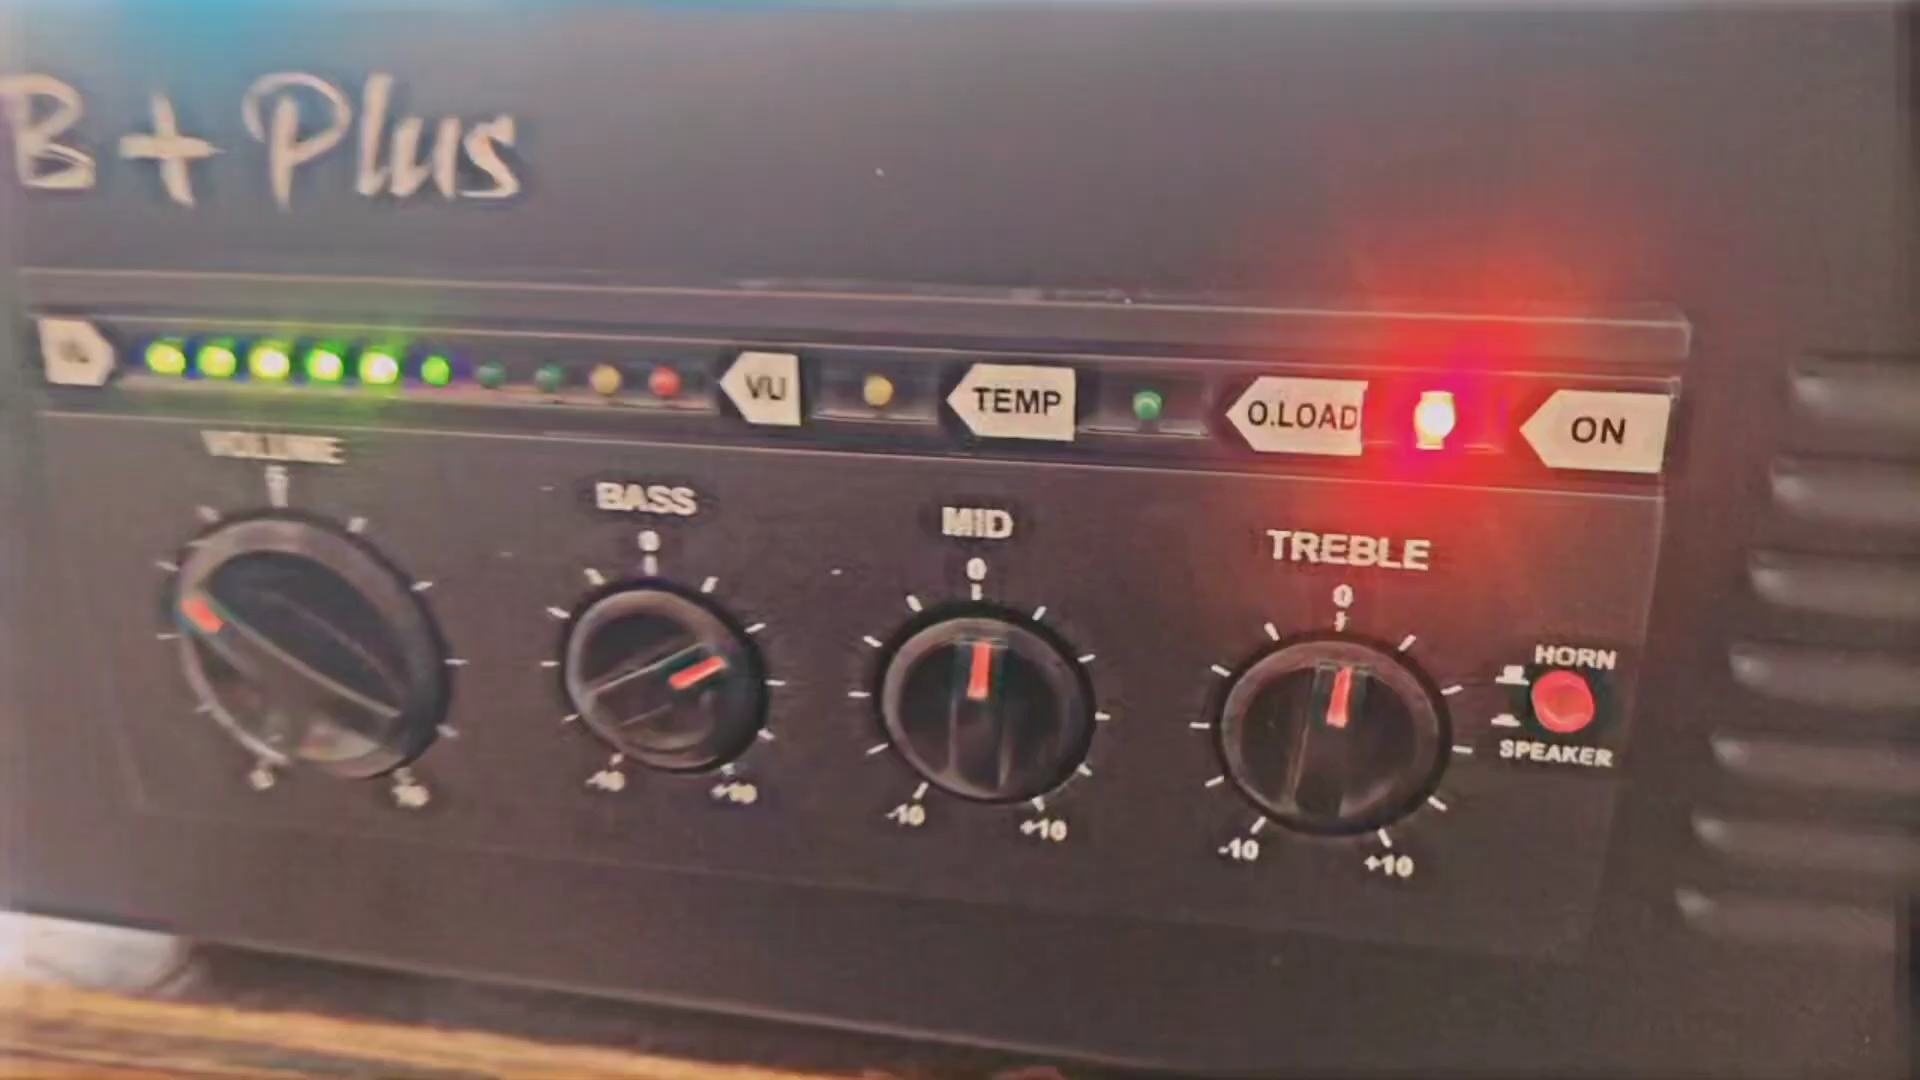 B+Plus
VU
TEMP
O.LOAD
ON
VOLUME
BASS
MID
TREBLE
0
0
0
HORN
SPEAKER
-10
+10
-10
+10
-10
+10